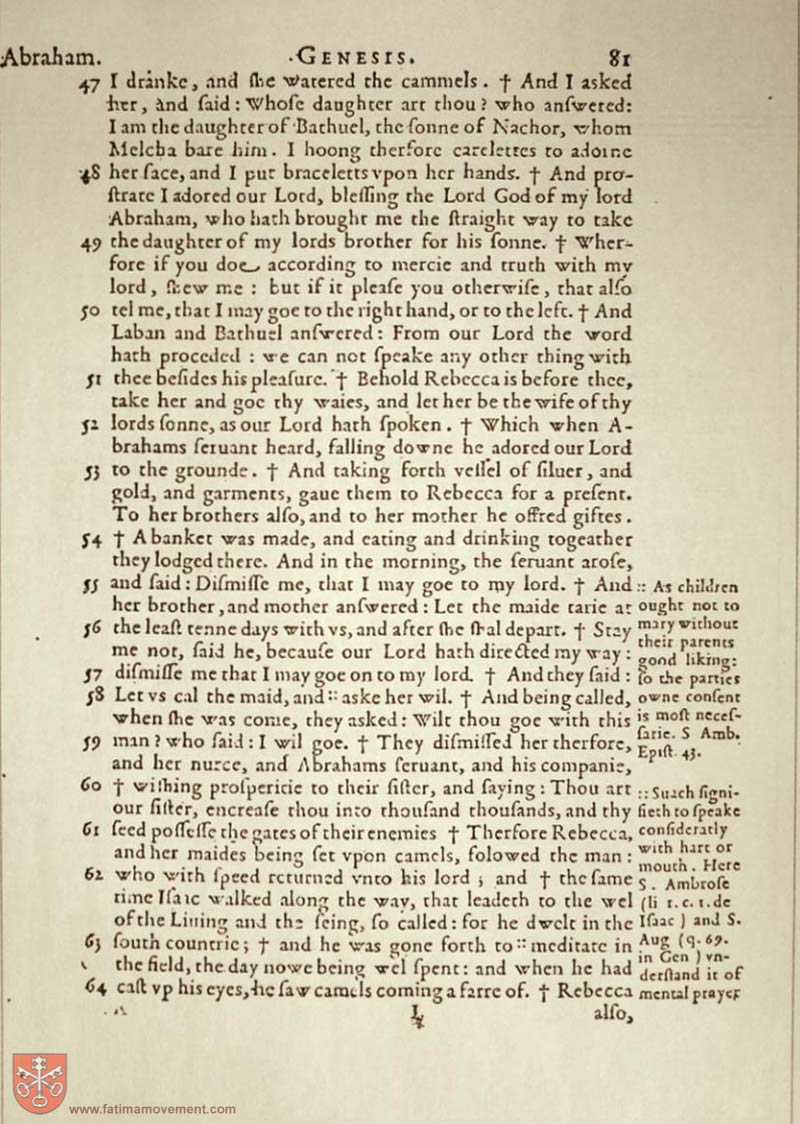 Abraham. ·GENESIS. 81
47 I dranke, and ſhe watered the cammels. † And I asked
her, and ſaid: Whoſe daughter art thou? who anſwered:
I am the daughter of Bathuel, the ſonne of Nachor, whom
Melcha bare him. I hoong therfore earelettes to adorne
48 her face, and I put braceletts vpon her hands. † And pro-
ſtrate I adored our Lord, bleſſing the Lord God of my lord
Abraham, who hath brought me the ſtraight way to take
49 the daughter of my lords brother for his ſonne. † Wher-
fore if you doe according to mercie and truth with my
lord, ſhew me: but if it pleaſe you otherwiſe, that alſo
50 tel me, that I may goe to the right hand, or to the left. † And
Laban and Bathuel anſwered: From our Lord the word
hath proceded: we can not ſpeake any other thing with
51 thee beſides his pleaſure. † Behold Rebecca is before thee,
take her and goe thy waies, and let her be the wife of thy
52 lords ſonne, as our Lord hath ſpoken. † Which when A-
brahams ſeruant heard, falling downe he adored our Lord
53 to the grounde. † And taking forth veſſel of ſiluer, and
gold, and garments, gaue them to Rebecca for a preſent.
To her brothers alſo, and to her mother he offred giftes.
54 † A banket was made, and eating and drinking togeather
they lodged there. And in the morning, the ſeruant aroſe,
55 and ſaid: Diſmiſſe me, that I may goe to my lord. † And
her brother, and mother anſwered: Let the maide tarie at
56 the leaſt tenne days with vs, and after ſhe ſhal depart. † Stay
me not, ſaid he, becauſe our Lord hath directed my way:
57 diſmiſſe me that I may goe on to my lord. † And they ſaid:
58 Let vs cal the maid, and :: aske her wil. † And being called,
when ſhe was come, they asked: Wilt thou goe with this
59 man? who ſaid: I wil goe. † They diſmiſſed her therfore,
and her nurce, and Abrahams ſeruant, and his companie,
60 † wiſhing proſperitie to their ſiſter, and ſaying: Thou art
our ſiſter, encreaſe thou into thouſand thouſands, and thy
61 ſeed poſſeſſe the gates of their enemies † Therfore Rebecca,
and her maides being ſet vpon camels, folowed the man:
62 who with ſpeed returned vnto his lord; and † the ſame
time Iſaac walked along the way, that leadeth to the wel
of the Liuing and the ſeing, ſo called: for he dwelt in the
63 ſouth countrie; † and he was gone forth to :: meditate in
the field, the day nowe being wel ſpent: and when he had
64 caſt vp his eyes, he ſaw camels coming a farre of. † Rebecca
L alſo,
:: As children
ought not to
mary without
their parents
good liking:
ſo the parties
owne conſent
is moſt neceſ-
ſarie. S Amb.
Epiſt. 43.
:: Suach ſigni-
fieth to ſpeake
conſideratly
with hart or
mouth. Here
S. Ambroſe
(li 1. c. 1. de
Iſaac) and S.
Aug (q. 69.
in Gen) vn-
derſtand it of
mental prayer
www.fatimamovement.com